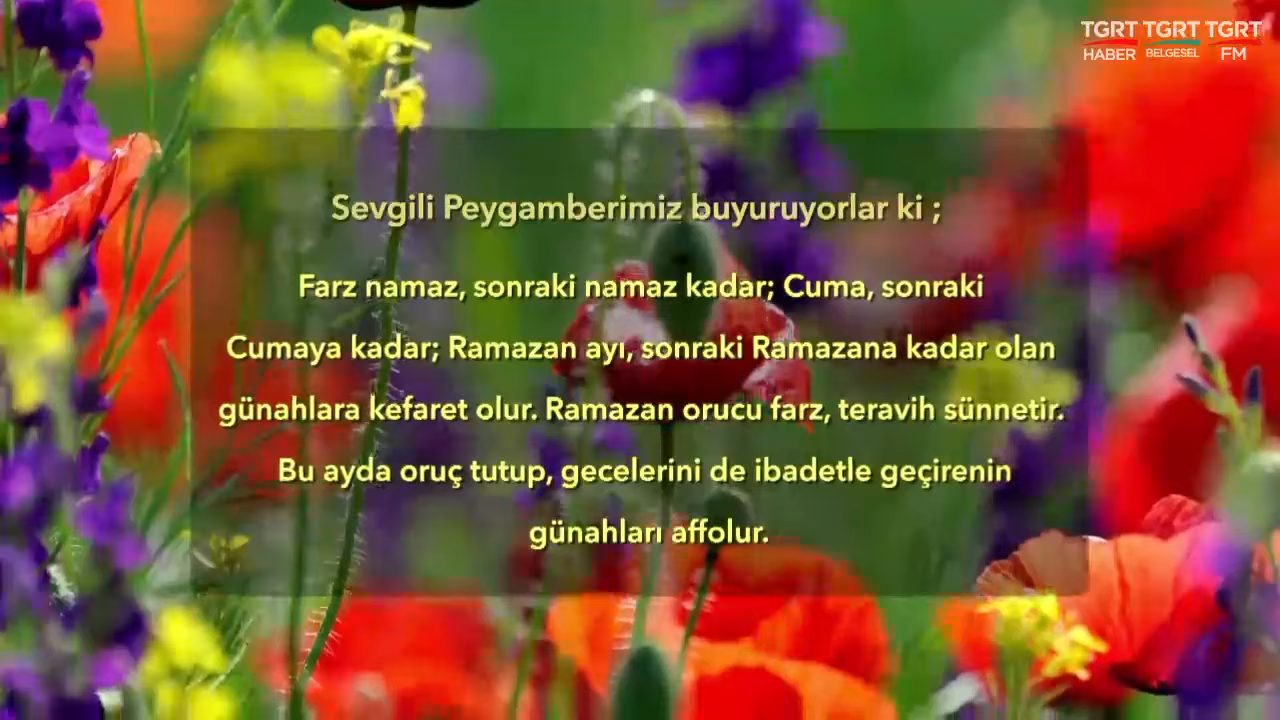 TGRT TGRT TGRT
HABER BELGESEL FM
Sevgili Peygamberimiz buyuruyorlar ki ;
Farz namaz, sonraki namaz kadar; Cuma, sonraki
Cumaya kadar; Ramazan ayı, sonraki Ramazana kadar olan
günahlara kefaret olur. Ramazan orucu farz, teravih sünnetir.
Bu ayda oruç tutup, gecelerini de ibadetle geçirenin
günahları affolur.